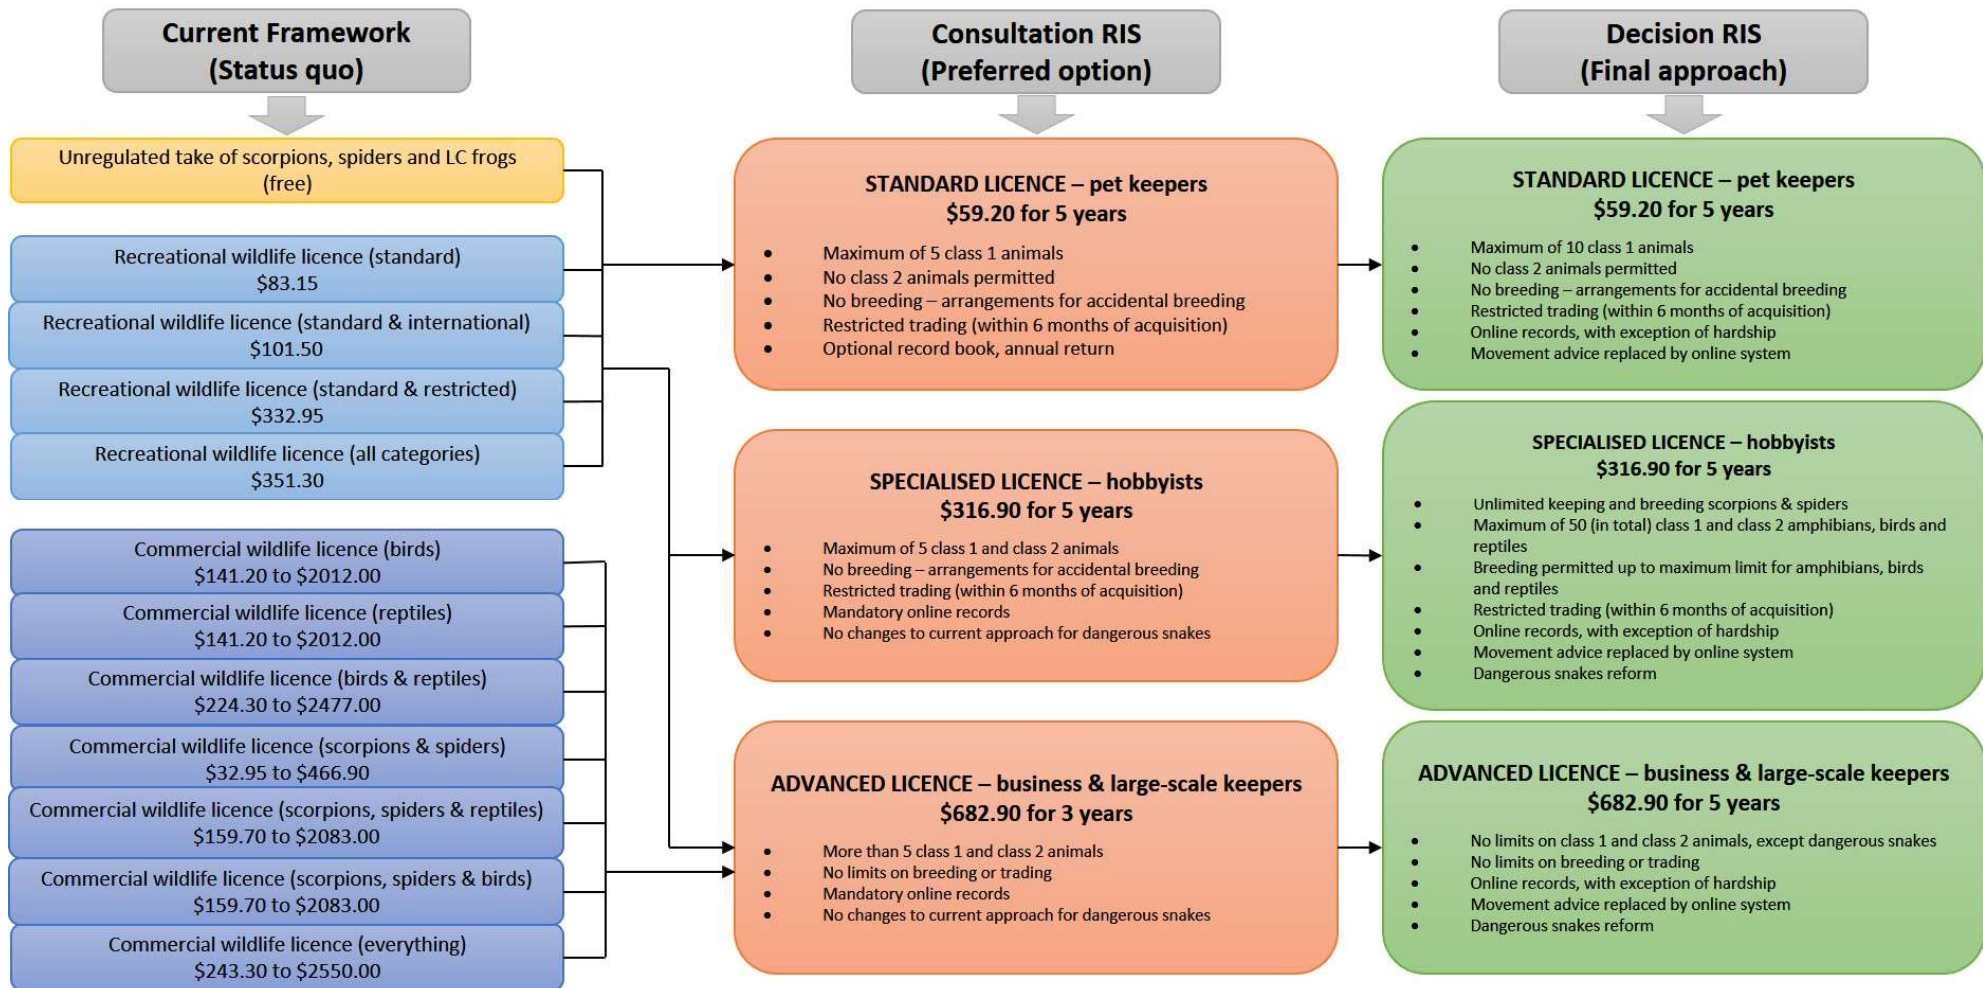 Current Framework
(Status quo)
Unregulated take of scorpions, spiders and LC frogs
(free)
Recreational wildlife licence (standard)
$83.15
Recreational wildlife licence (standard & international)
$101.50
Recreational wildlife licence (standard & restricted)
$332.95
Recreational wildlife licence (all categories)
$351.30
Commercial wildlife licence (birds)
$141.20 to $2012.00
Commercial wildlife licence (reptiles)
$141.20 to $2012.00
Commercial wildlife licence (birds & reptiles)
$224.30 to $2477.00
Commercial wildlife licence (scorpions & spiders)
$32.95 to $466.90
Commercial wildlife licence (scorpions, spiders & reptiles)
$159.70 to $2083.00
Commercial wildlife licence (scorpions, spiders & birds)
$159.70 to $2083.00
Commercial wildlife licence (everything)
$243.30 to $2550.00
Consultation RIS
(Preferred option)
STANDARD LICENCE – pet keepers
$59.20 for 5 years
• Maximum of 5 class 1 animals
• No class 2 animals permitted
• No breeding – arrangements for accidental breeding
• Restricted trading (within 6 months of acquisition)
• Optional record book, annual return
SPECIALISED LICENCE – hobbyists
$316.90 for 5 years
• Maximum of 5 class 1 and class 2 animals
• No breeding – arrangements for accidental breeding
• Restricted trading (within 6 months of acquisition)
• Mandatory online records
• No changes to current approach for dangerous snakes
ADVANCED LICENCE – business & large-scale keepers
$682.90 for 3 years
• More than 5 class 1 and class 2 animals
• No limits on breeding or trading
• Mandatory online records
• No changes to current approach for dangerous snakes
Decision RIS
(Final approach)
STANDARD LICENCE – pet keepers
$59.20 for 5 years
• Maximum of 10 class 1 animals
• No class 2 animals permitted
• No breeding – arrangements for accidental breeding
• Restricted trading (within 6 months of acquisition)
• Online records, with exception of hardship
• Movement advice replaced by online system
SPECIALISED LICENCE – hobbyists
$316.90 for 5 years
• Unlimited keeping and breeding scorpions & spiders
• Maximum of 50 (in total) class 1 and class 2 amphibians, birds and
reptiles
• Breeding permitted up to maximum limit for amphibians, birds
and reptiles
• Restricted trading (within 6 months of acquisition)
• Online records, with exception of hardship
• Movement advice replaced by online system
• Dangerous snakes reform
ADVANCED LICENCE – business & large-scale keepers
$682.90 for 5 years
• No limits on class 1 and class 2 animals, except dangerous snakes
• No limits on breeding or trading
• Online records, with exception of hardship
• Movement advice replaced by online system
• Dangerous snakes reform